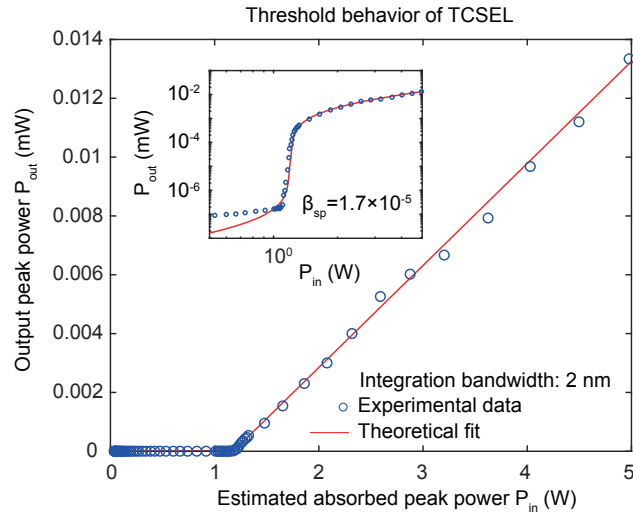 Threshold behavior of TCSEL
Output peak power P_out (mW)
0.014
0.012
0.01
0.008
0.006
0.004
0.002
0
P_out (mW)
10^-2
10^-4
10^-6
β_sp=1.7×10^-5
10^0
P_in (W)
Integration bandwidth: 2 nm
Experimental data
Theoretical fit
0 1 2 3 4 5
Estimated absorbed peak power P_in (W)